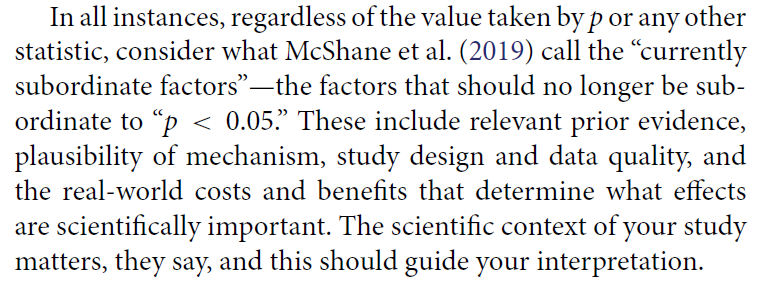 In all instances, regardless of the value taken by p or any other
statistic, consider what McShane et al. (2019) call the “currently
subordinate factors”—the factors that should no longer be sub-
ordinate to “p < 0.05.” These include relevant prior evidence,
plausibility of mechanism, study design and data quality, and
the real-world costs and benefits that determine what effects
are scientifically important. The scientific context of your study
matters, they say, and this should guide your interpretation.